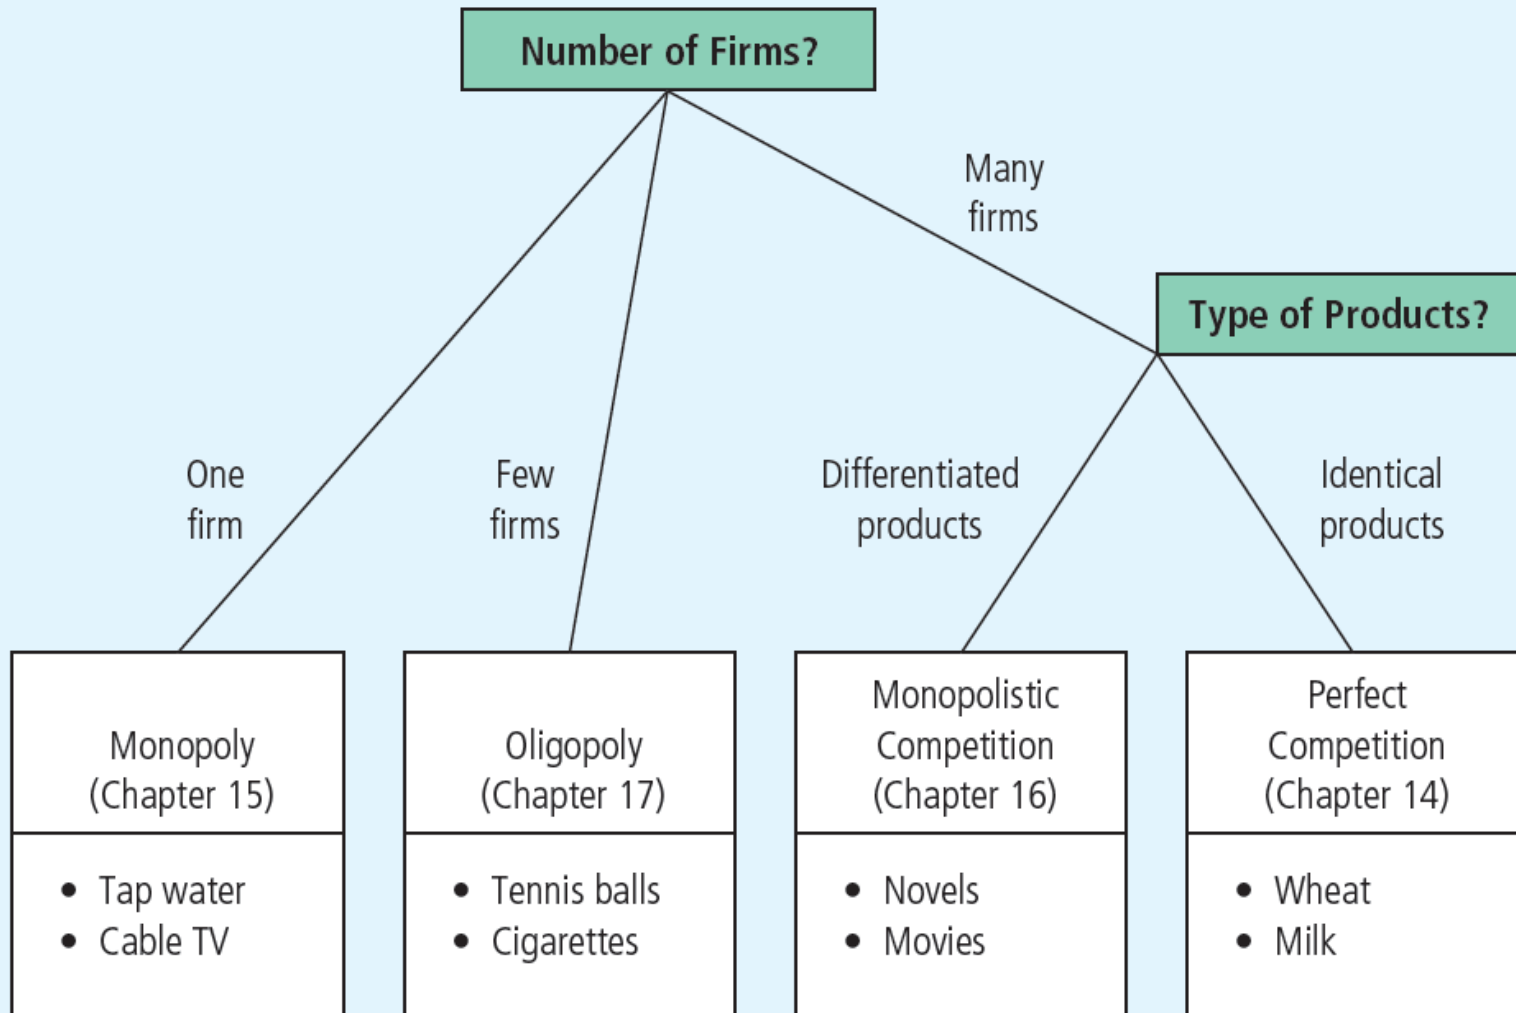 Number of Firms?
Many
firms
Type of Products?
One
firm
Few
firms
Differentiated
products
Identical
products
Monopoly
(Chapter 15)
Oligopoly
(Chapter 17)
Monopolistic
Competition
(Chapter 16)
Perfect
Competition
(Chapter 14)
• Tap water
• Cable TV
• Tennis balls
• Cigarettes
• Novels
• Movies
• Wheat
• Milk